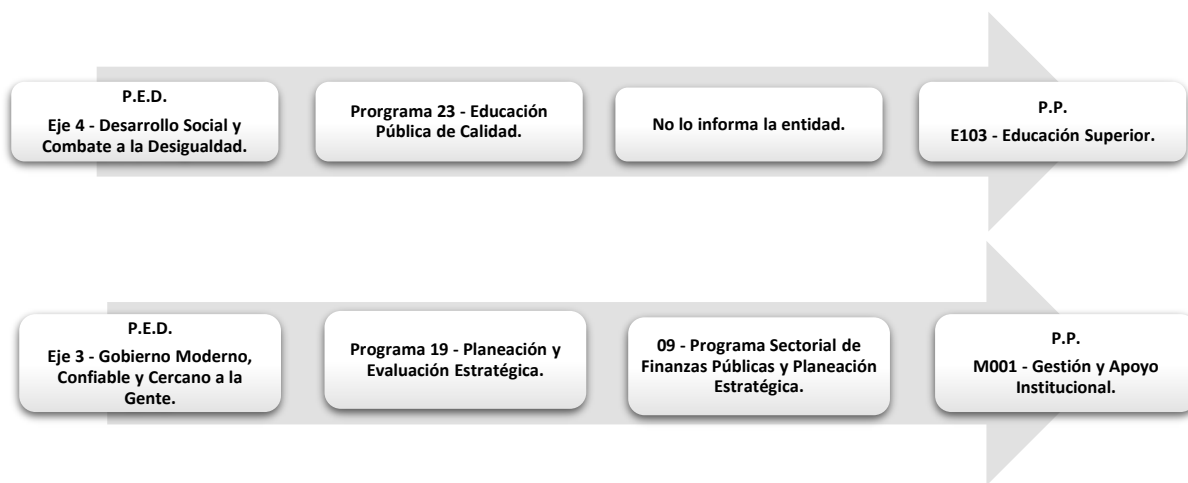 P.E.D.
Eje 4 - Desarrollo Social y
Combate a la Desigualdad.
Prorgrama 23 - Educación
Pública de Calidad.
No lo informa la entidad.
P.P.
E103 - Educación Superior.
P.E.D.
Eje 3 - Gobierno Moderno,
Confiable y Cercano a la
Gente.
Programa 19 - Planeación y
Evaluación Estratégica.
09 - Programa Sectorial de
Finanzas Públicas y Planeación
Estratégica.
P.P.
M001 - Gestión y Apoyo
Institucional.